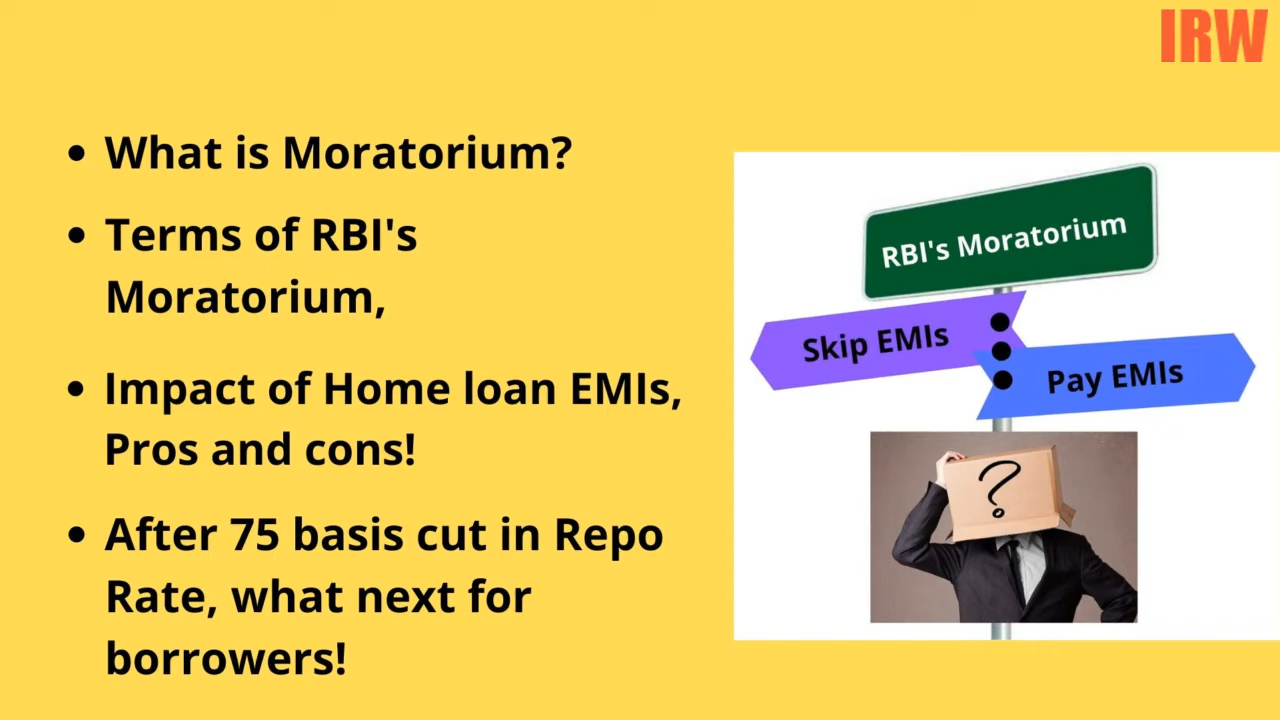 IRW
• What is Moratorium?
• Terms of RBI's
Moratorium,
• Impact of Home loan EMIs,
Pros and cons!
• After 75 basis cut in Repo
Rate, what next for
borrowers!
RBI's Moratorium
Skip EMIs
Pay EMIs
?